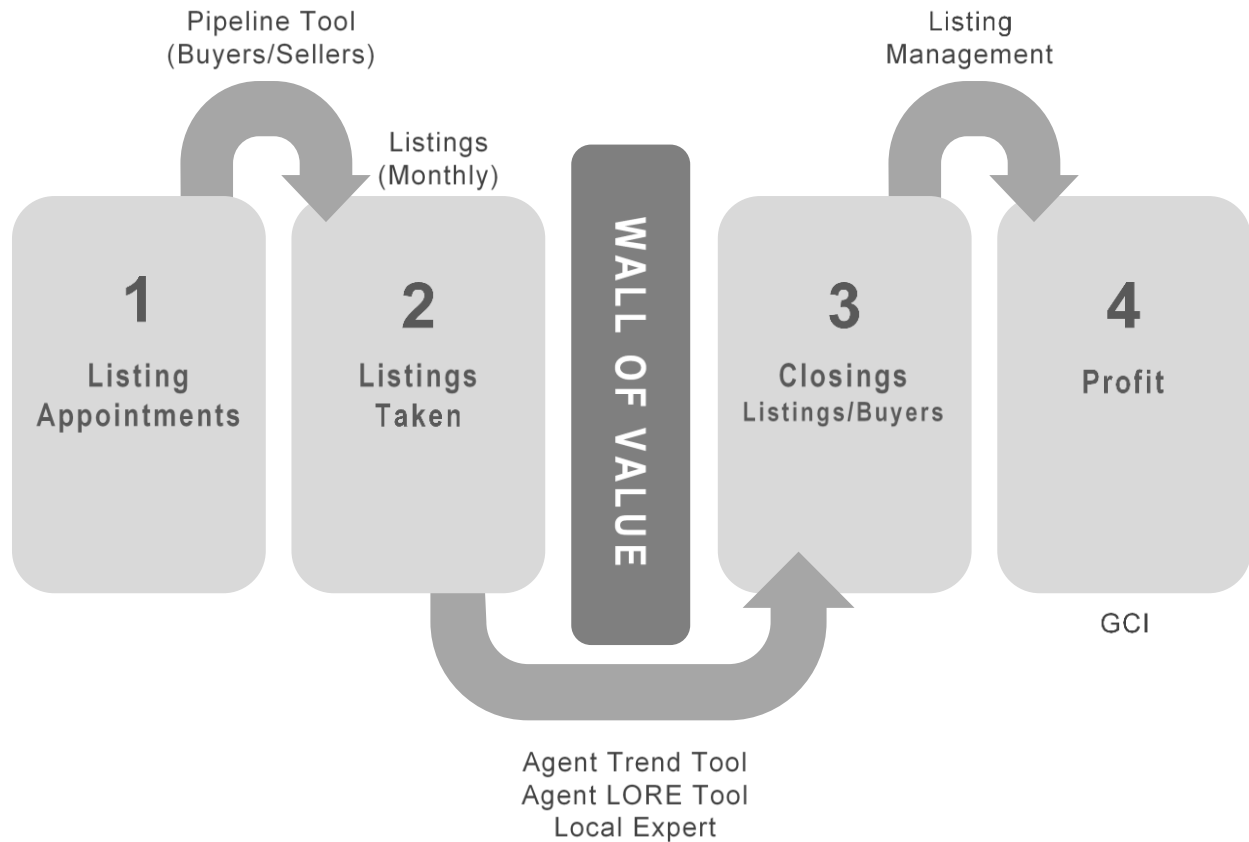 Pipeline Tool
(Buyers/Sellers)
Listing
Management
Listings
(Monthly)
1
Listing
Appointments
2
Listings
Taken
WALL OF VALUE
3
Closings
Listings/Buyers
4
Profit
GCI
Agent Trend Tool
Agent LORE Tool
Local Expert